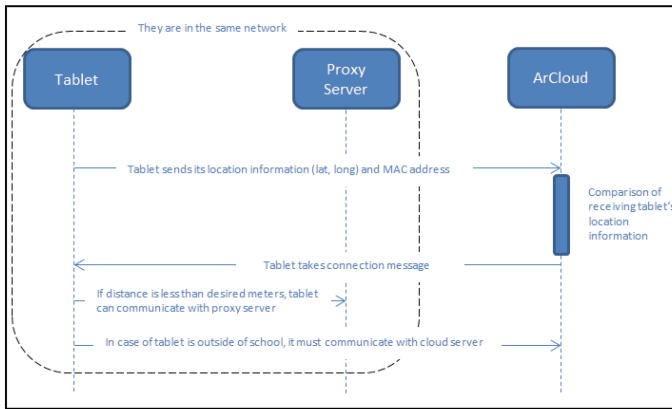 They are in the same network
Tablet
Proxy
Server
ArCloud
Tablet sends its location information (lat, long) and MAC address
Comparison of
receiving tablet's
location
information
Tablet takes connection message
If distance is less than desired meters, tablet
can communicate with proxy server
In case of tablet is outside of school, it must communicate with cloud server